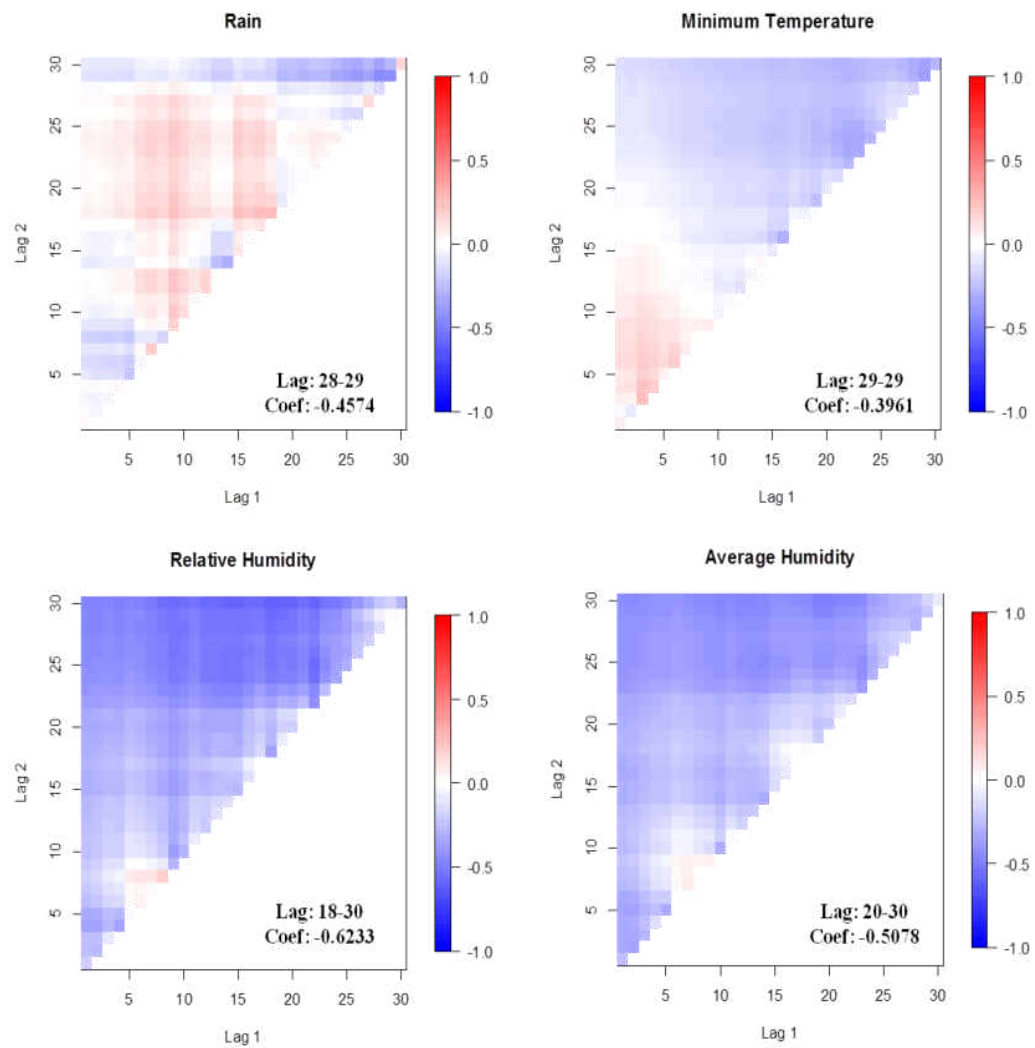 Rain
Lag 2
30
25
20
15
10
5
1.0
0.5
0.0
-0.5
-1.0
Lag: 28-29
Coef: -0.4574
5 10 15 20 25 30
Lag 1
Minimum Temperature
Lag 2
30
25
20
15
10
5
1.0
0.5
0.0
-0.5
-1.0
Lag: 29-29
Coef: -0.3961
5 10 15 20 25 30
Lag 1
Relative Humidity
Lag 2
30
25
20
15
10
5
1.0
0.5
0.0
-0.5
-1.0
Lag: 18-30
Coef: -0.6233
5 10 15 20 25 30
Lag 1
Average Humidity
Lag 2
30
25
20
15
10
5
1.0
0.5
0.0
-0.5
-1.0
Lag: 20-30
Coef: -0.5078
5 10 15 20 25 30
Lag 1